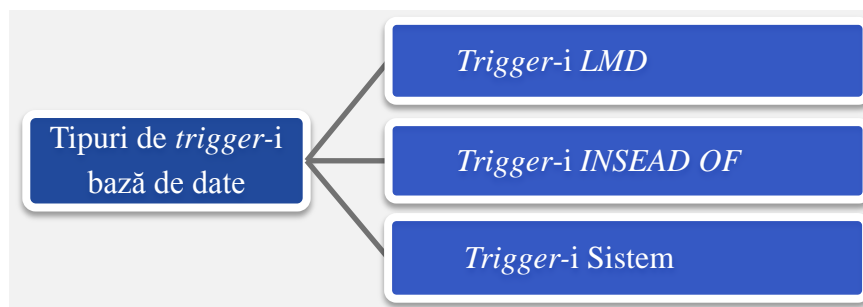 Tipuri de trigger-i
bază de date
Trigger-i LMD
Trigger-i INSEAD OF
Trigger-i Sistem